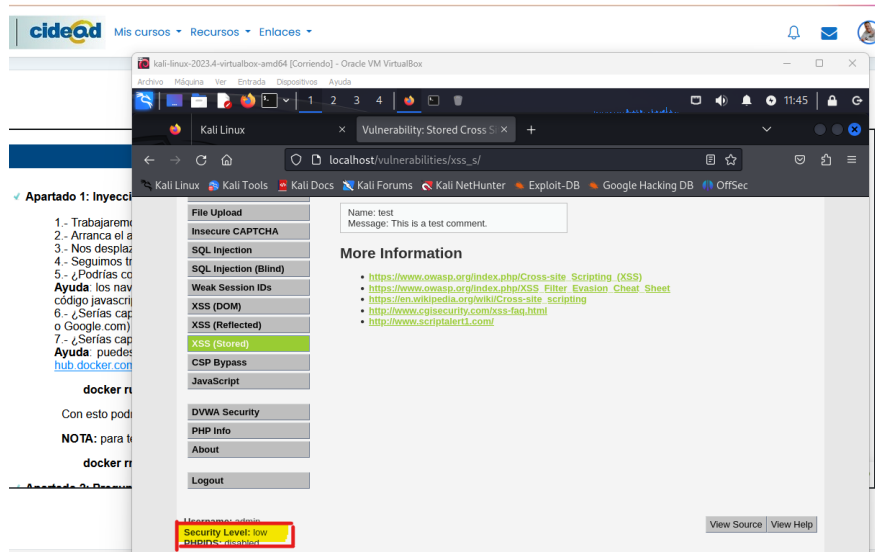 cidead Mis cursos Recursos Enlaces
kali-linux-2023.4-virtualbox-amd64 [Corriendo] - Oracle VM VirtualBox
Archivo Máquina Ver Entrada Dispositivos Ayuda
1 2 3 4 11:45
Kali Linux Vulnerability: Stored Cross S
localhost/vulnerabilities/xss_s/
Kali Linux Kali Tools Kali Docs Kali Forums Kali NetHunter Exploit-DB Google Hacking DB OffSec
Apartado 1: Inyecci
1.- Trabajaremo
2.- Arranca el a
3.- Nos desplaz
4.- Seguimos tr
5.- ¿Podrías co
Ayuda: los nav
código javascri
6.- ¿Serías cap
o Google.com)
7.- ¿Serías cap
Ayuda: puedes
hub.docker.con
docker ru
Con esto podr
NOTA: para te
docker rr
File Upload
Insecure CAPTCHA
SQL Injection
SQL Injection (Blind)
Weak Session IDs
XSS (DOM)
XSS (Reflected)
XSS (Stored)
CSP Bypass
JavaScript
DVWA Security
PHP Info
About
Logout
Name: test
Message: This is a test comment.
More Information
https://www.owasp.org/index.php/Cross-site_Scripting_(XSS)
https://www.owasp.org/index.php/XSS_Filter_Evasion_Cheat_Sheet
https://en.wikipedia.org/wiki/Cross-site_scripting
http://www.cgisecurity.com/xss-faq.html
http://www.scriptalert1.com/
Username: admin
Security Level: low
PHPIDS: disabled
View Source View Help